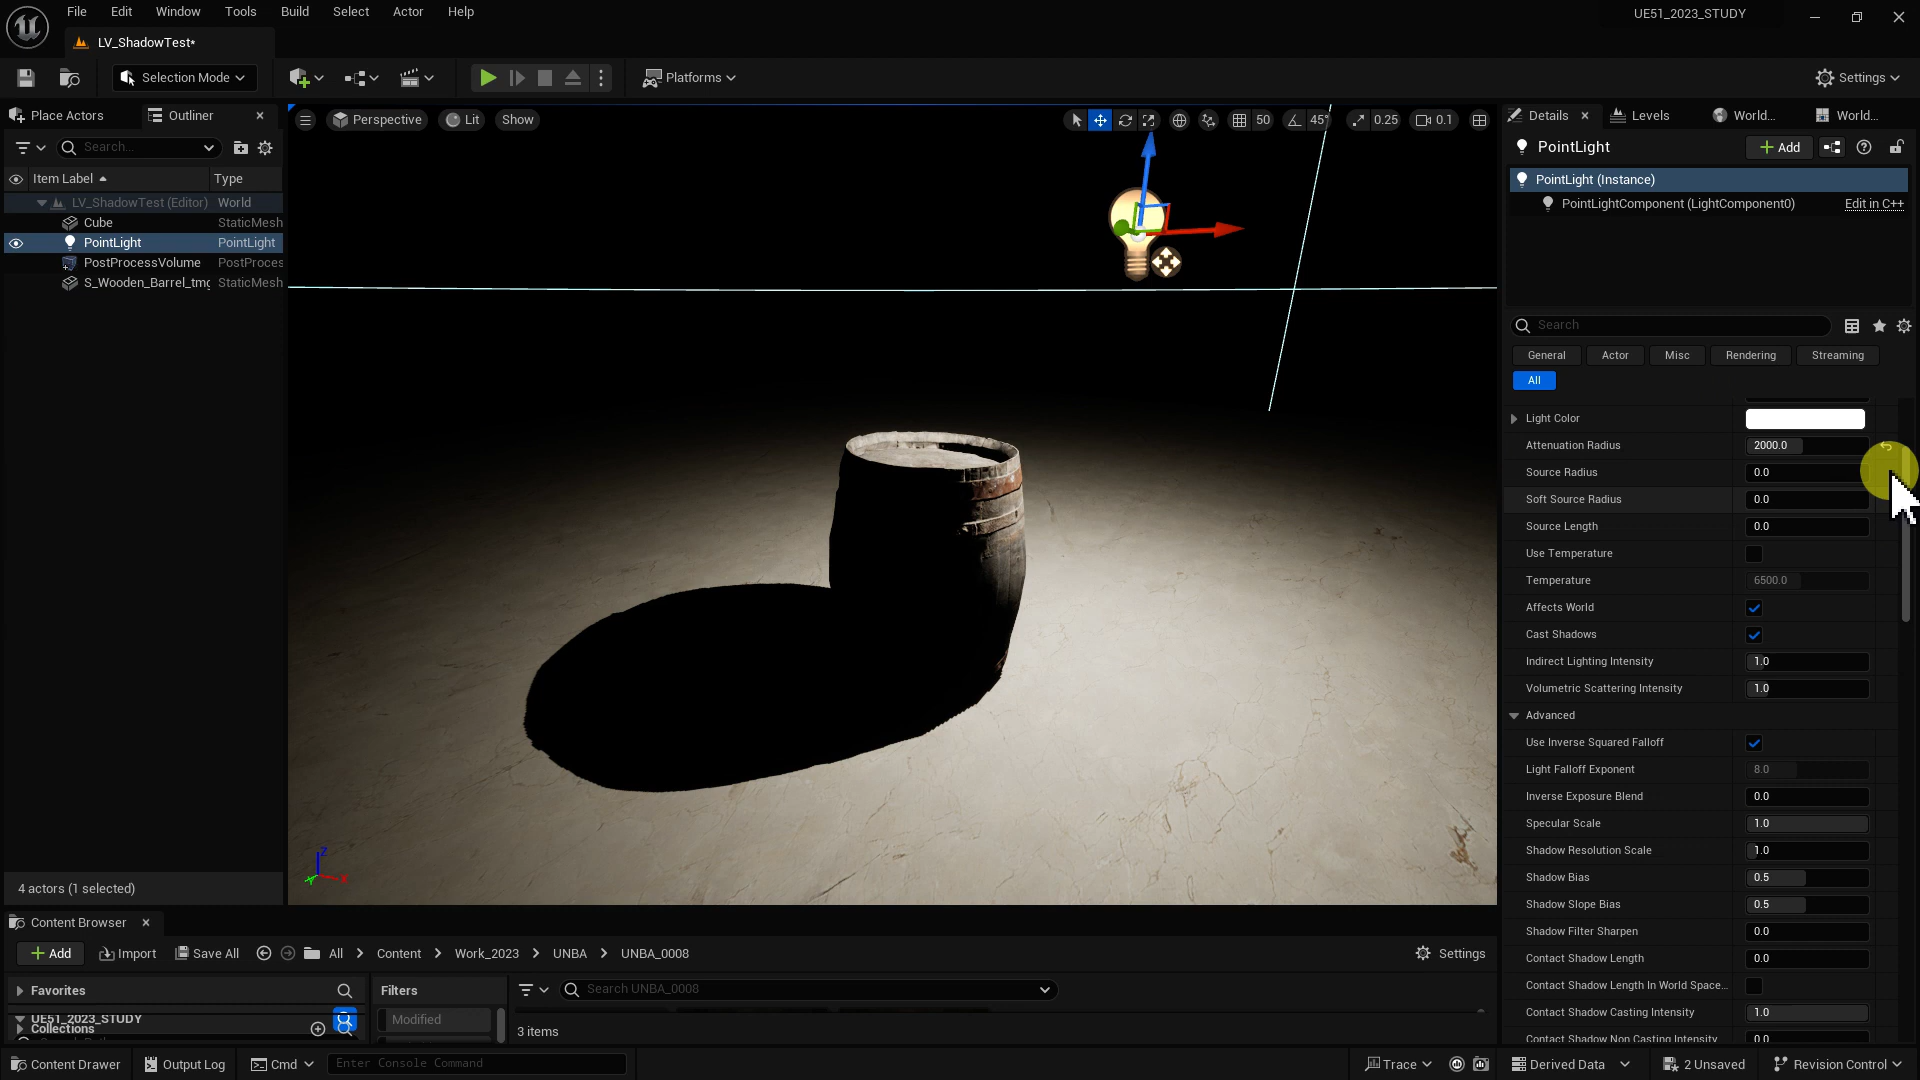 File Edit Window Tools Build Select Actor Help
UE51_2023_STUDY
LV_ShadowTest*
Selection Mode
Platforms
Settings
Place Actors
Outliner
Search...
Item Label
Type
LV_ShadowTest (Editor) World
Cube StaticMesh
PointLight PointLight
PostProcessVolume PostProces
S_Wooden_Barrel_tmc StaticMesh
4 actors (1 selected)
Perspective
Lit
Show
50
45°
0.25
0.1
Z
X
Details
Levels
World...
World...
PointLight
Add
PointLight (Instance)
PointLightComponent (LightComponent0)
Edit in C++
Search
General
Actor
Misc
Rendering
Streaming
All
Light Color
Attenuation Radius 2000.0
Source Radius 0.0
Soft Source Radius 0.0
Source Length 0.0
Use Temperature
Temperature 6500.0
Affects World
Cast Shadows
Indirect Lighting Intensity 1.0
Volumetric Scattering Intensity 1.0
Advanced
Use Inverse Squared Falloff
Light Falloff Exponent 8.0
Inverse Exposure Blend 0.0
Specular Scale 1.0
Shadow Resolution Scale 1.0
Shadow Bias 0.5
Shadow Slope Bias 0.5
Shadow Filter Sharpen 0.0
Contact Shadow Length 0.0
Contact Shadow Length In World Space...
Contact Shadow Casting Intensity 1.0
Contact Shadow Non Casting Intensity 0.0
Content Browser
Add
Import
Save All
All
Content
Work_2023
UNBA
UNBA_0008
Settings
Favorites
UE51_2023_STUDY
Collections
Filters
Modified
Search UNBA_0008
3 items
Content Drawer
Output Log
Cmd
Enter Console Command
Trace
Derived Data
2 Unsaved
Revision Control